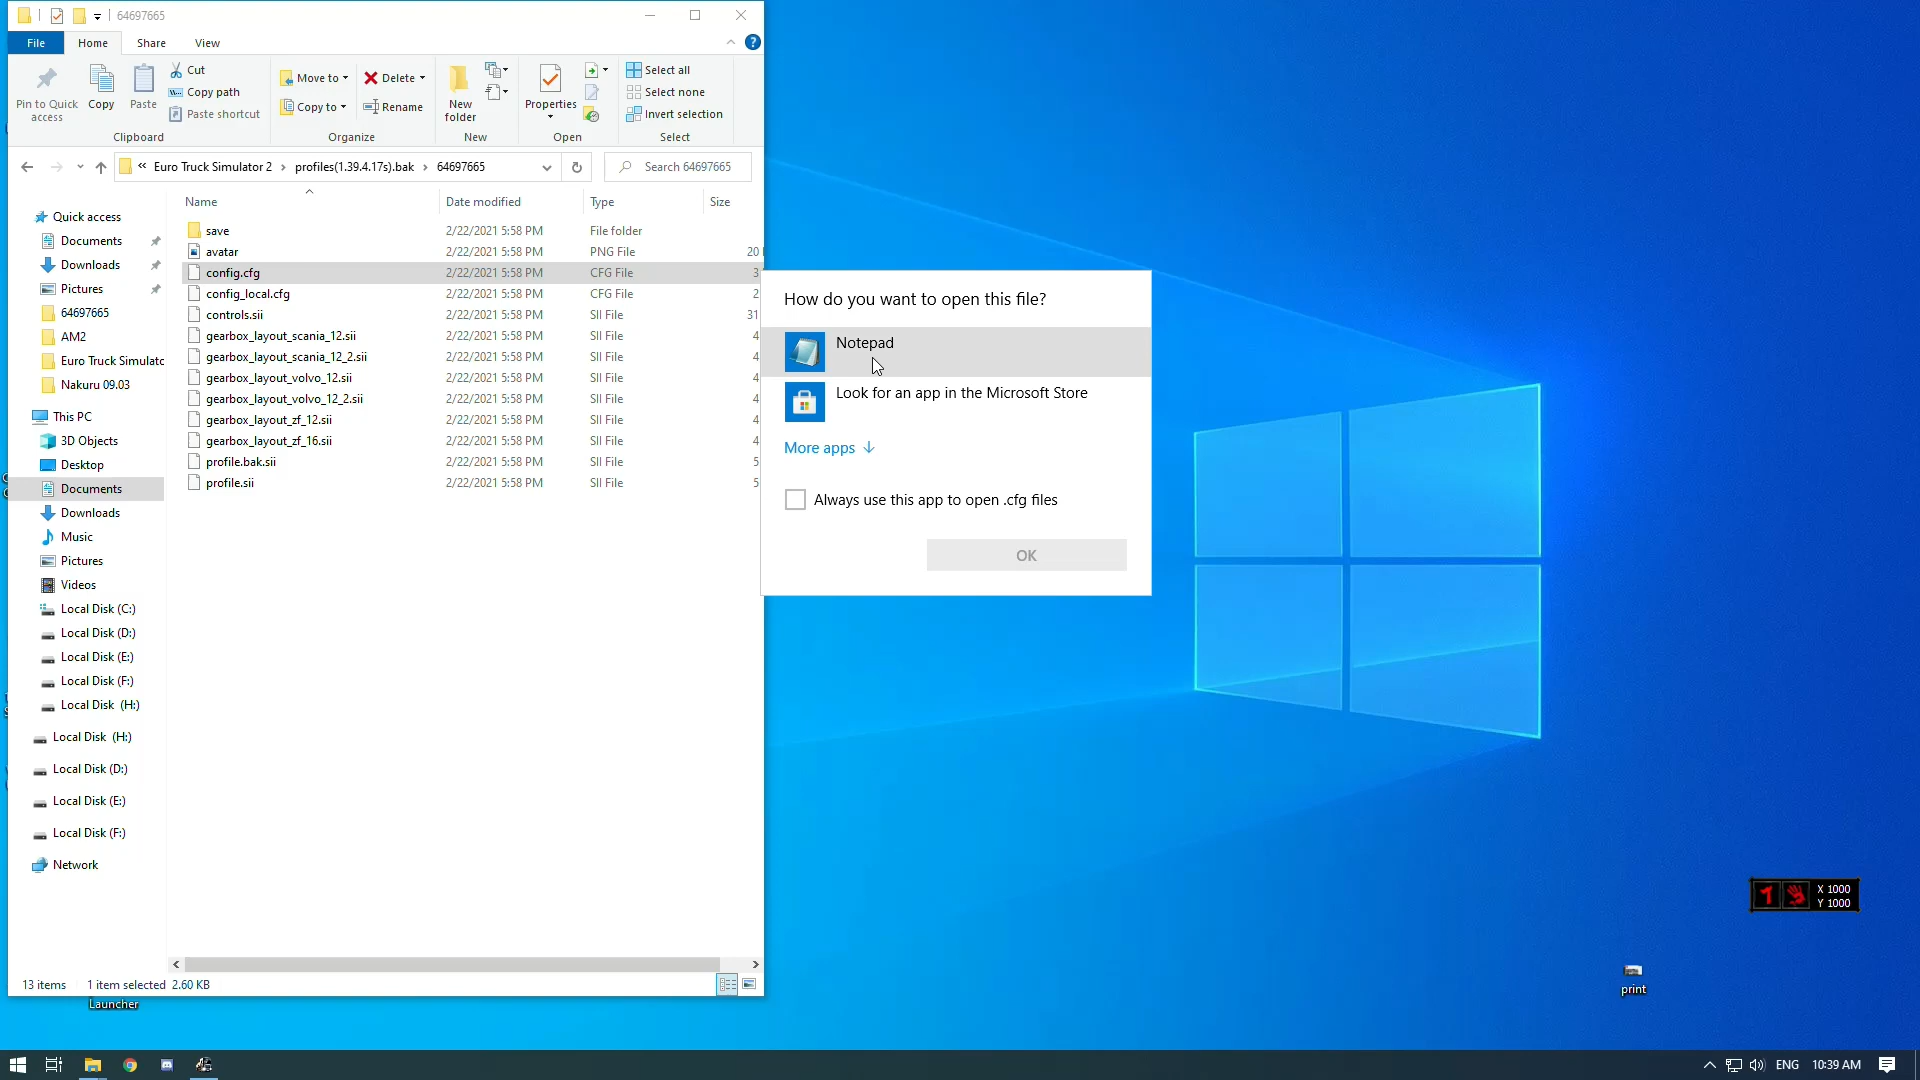 64697665
File
Home
Share
View
Pin to Quick access
Copy
Paste
Cut
Copy path
Paste shortcut
Clipboard
Move to
Copy to
Delete
Rename
Organize
New folder
New
Properties
Open
Select all
Select none
Invert selection
Select
« Euro Truck Simulator 2 > profiles(1.39.4.17s).bak > 64697665
Search 64697665
Name Date modified Type Size
save 2/22/2021 5:58 PM File folder
avatar 2/22/2021 5:58 PM PNG File 20
config.cfg 2/22/2021 5:58 PM CFG File 3
config_local.cfg 2/22/2021 5:58 PM CFG File 2
controls.sii 2/22/2021 5:58 PM SII File 31
gearbox_layout_scania_12.sii 2/22/2021 5:58 PM SII File 4
gearbox_layout_scania_12_2.sii 2/22/2021 5:58 PM SII File 4
gearbox_layout_volvo_12.sii 2/22/2021 5:58 PM SII File 4
gearbox_layout_volvo_12_2.sii 2/22/2021 5:58 PM SII File 4
gearbox_layout_zf_12.sii 2/22/2021 5:58 PM SII File 4
gearbox_layout_zf_16.sii 2/22/2021 5:58 PM SII File 4
profile.bak.sii 2/22/2021 5:58 PM SII File 5
profile.sii 2/22/2021 5:58 PM SII File 5
Quick access
Documents
Downloads
Pictures
64697665
AM2
Euro Truck Simulatc
Nakuru 09.03
This PC
3D Objects
Desktop
Documents
Downloads
Music
Pictures
Videos
Local Disk (C:)
Local Disk (D:)
Local Disk (E:)
Local Disk (F:)
Local Disk (H:)
Local Disk (H:)
Local Disk (D:)
Local Disk (E:)
Local Disk (F:)
Network
13 items 1 item selected 2.60 KB
Launcher
How do you want to open this file?
Notepad
Look for an app in the Microsoft Store
More apps ↓
Always use this app to open .cfg files
OK
X 1000
Y 1000
print
ENG 10:39 AM